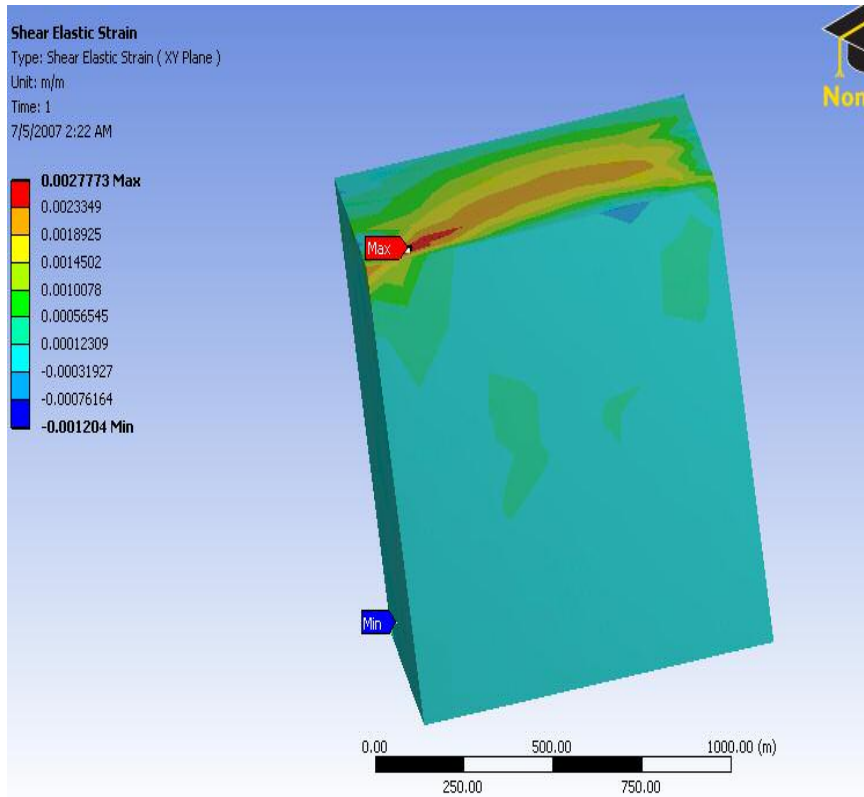 Shear Elastic Strain
Type: Shear Elastic Strain ( XY Plane )
Unit: m/m
Time: 1
7/5/2007 2:22 AM
Non
0.0027773 Max
0.0023349
0.0018925
0.0014502
0.0010078
0.00056545
0.00012309
-0.00031927
-0.00076164
-0.001204 Min
Max
Min
0.00 500.00 1000.00 (m)
250.00 750.00